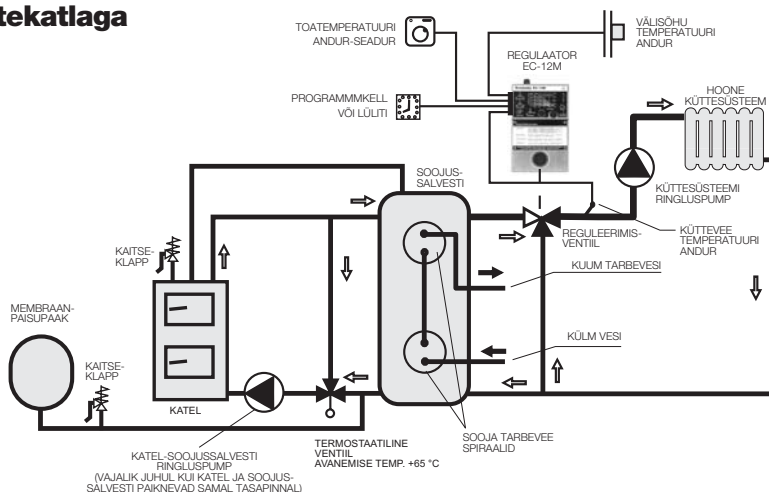 tekatlaga
TOATEMPERATUURI
ANDUR-SEADUR
VÄLISÕHU
TEMPERATUURI
ANDUR
REGULAATOR
EC-12M
PROGRAMMKELL
VÕI LÜLITI
HOONE
KÜTTESÜSTEEM
SOOJUS-
SALVESTI
KÜTTESÜSTEEMI
RINGLUSPUMP
REGULEERIMIS-
VENTIIL
KÜTTEVEE
TEMPERATUURI
ANDUR
KAITSE-
KLAPP
KUUM TARBEVESI
MEMBRAAN-
PAISUPAAK
KÜLM VESI
KAITSE-
KLAPP
KATEL
SOOJA TARBEVEE
SPIRAALID
TERMOSTAATILINE
VENTIIL
AVANEMISE TEMP. +65 °C
KATEL-SOOJUSSALVESTI
RINGLUSPUMP
(VAJALIK JUHUL KUI KATEL JA SOOJUS-
SALVESTI PAIKNEVAD SAMAL TASAPINNAL)